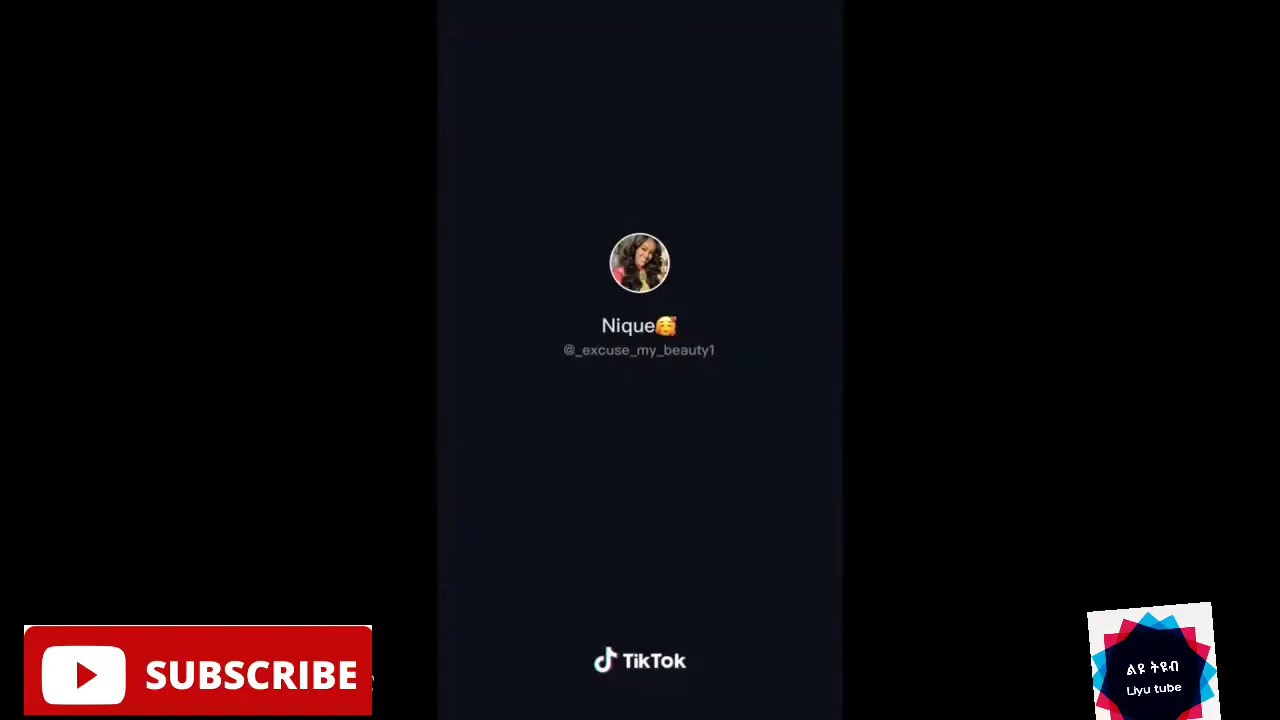 Nique🥰
@_excuse_my_beauty1
TikTok
SUBSCRIBE
ልዩ ትዩብ
Liyu tube